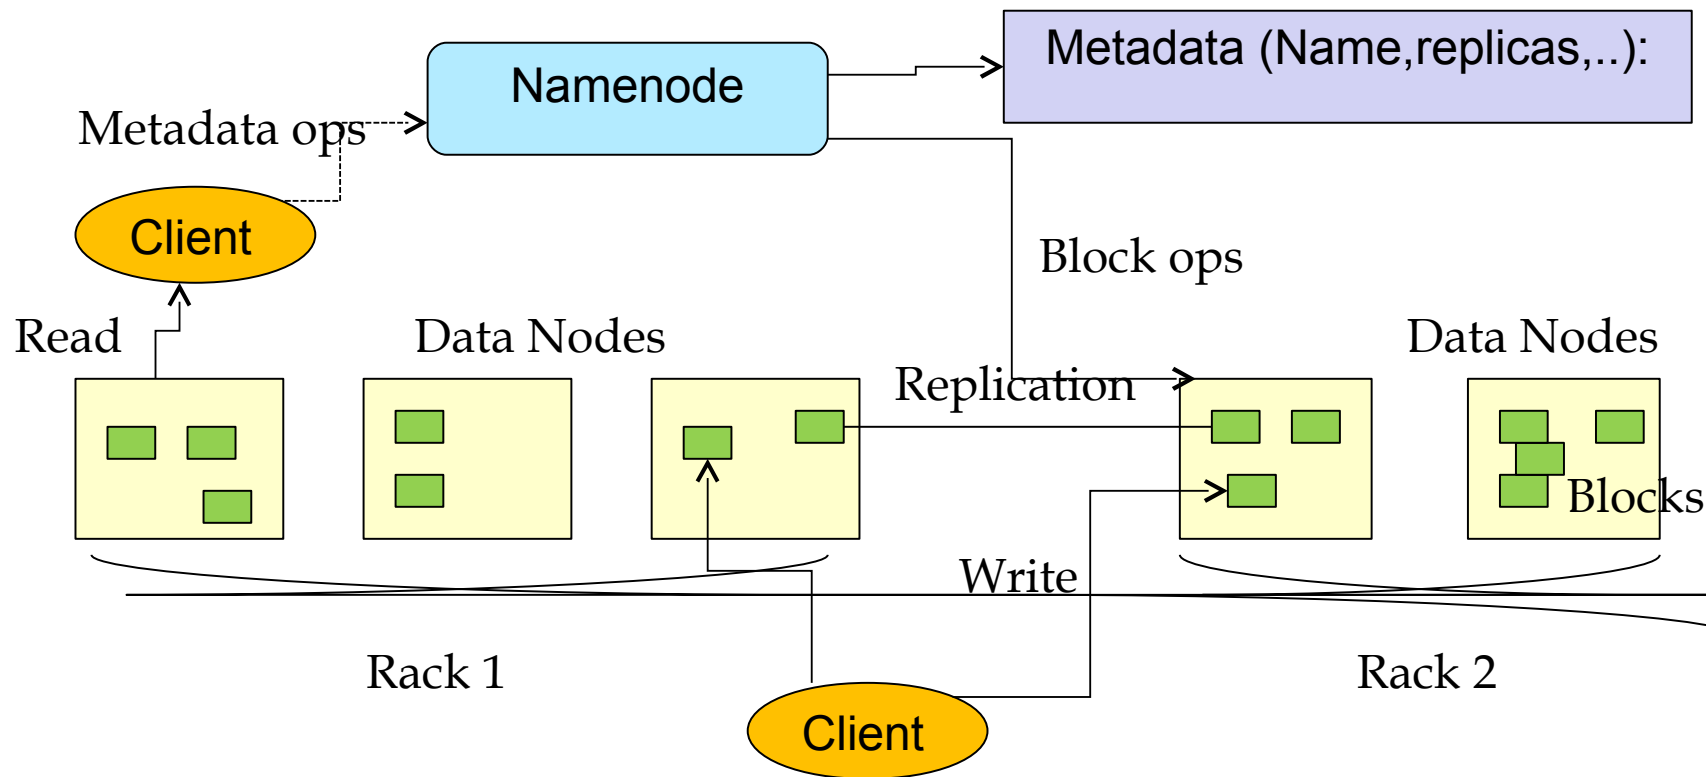 Metadata (Name,replicas,..):
Namenode
Metadata ops
Client
Block ops
Read
Data Nodes
Data Nodes
Replication
Blocks
Write
Rack 1
Rack 2
Client